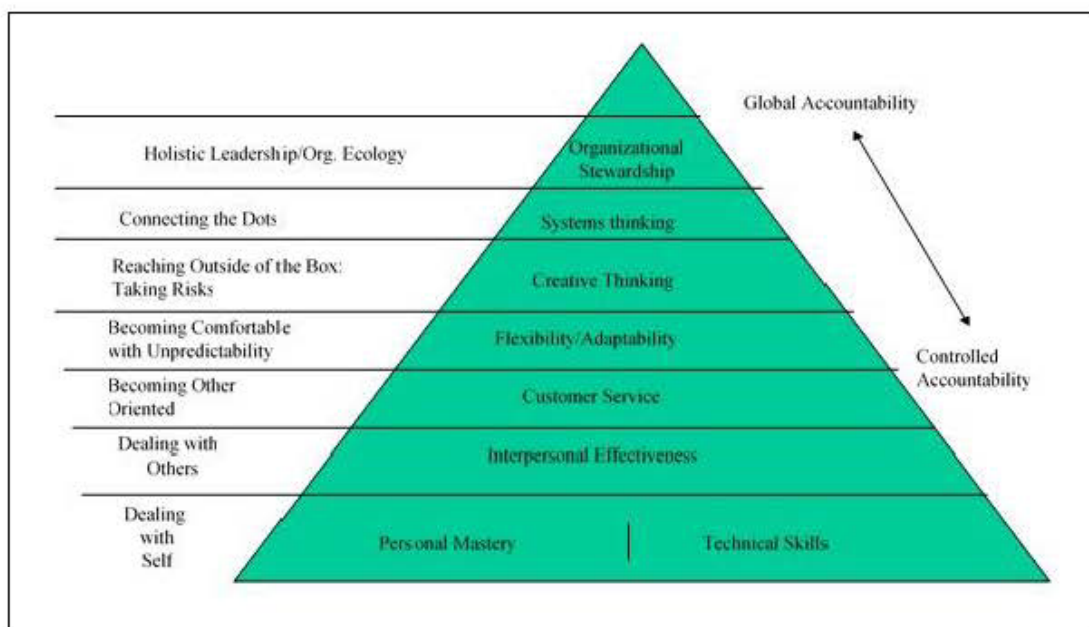 Global Accountability
Holistic Leadership/Org. Ecology
Organizational
Stewardship
Connecting the Dots
Systems thinking
Reaching Outside of the Box:
Taking Risks
Creative Thinking
Becoming Comfortable
with Unpredictability
Flexibility/Adaptability
Controlled
Accountability
Becoming Other
Oriented
Customer Service
Dealing with
Others
Interpersonal Effectiveness
Dealing
with
Self
Personal Mastery
Technical Skills